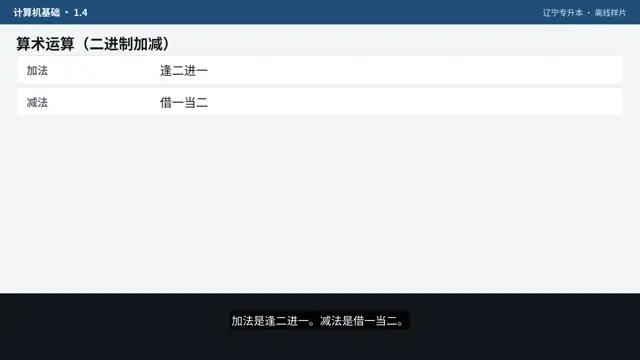 计算机基础 · 1.4
辽宁专升本 · 离线样片
算术运算（二进制加减）
加法 逢二进一
减法 借一当二
加法是逢二进一。减法是借一当二。